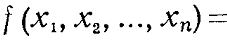 f (x₁, x₂, ..., xₙ) =